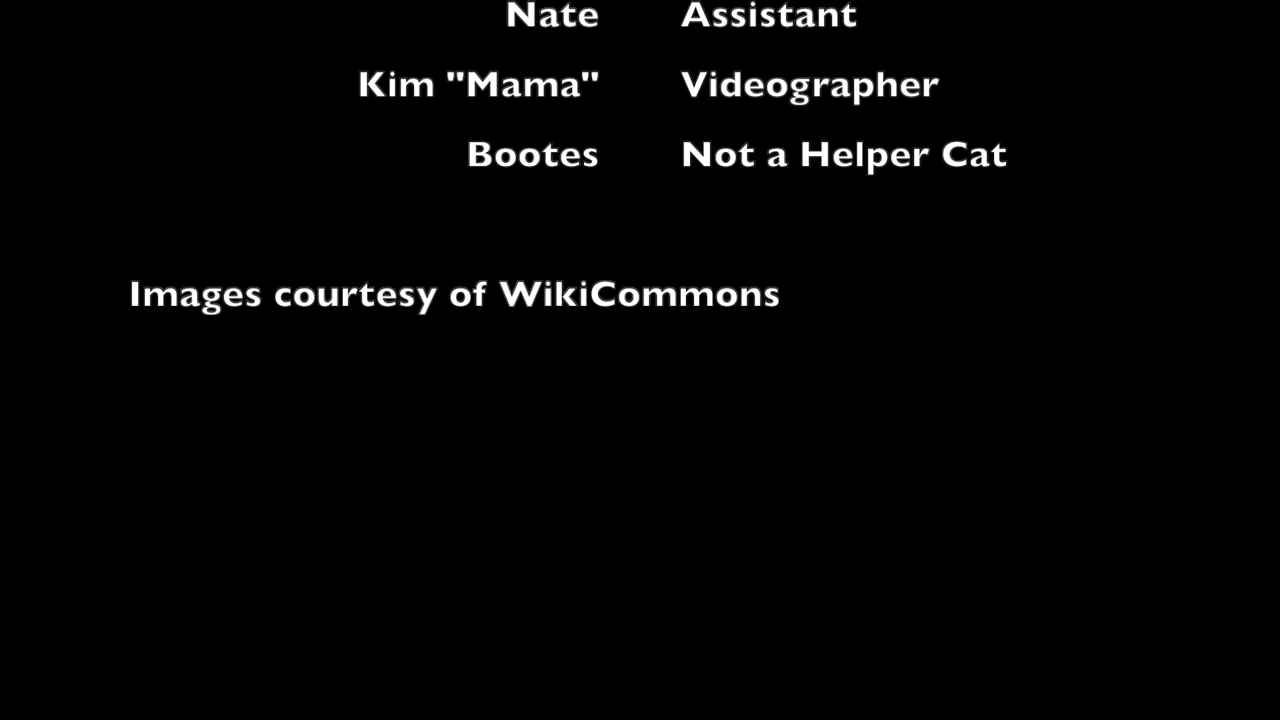 Nate Assistant
Kim "Mama" Videographer
Bootes Not a Helper Cat
Images courtesy of WikiCommons